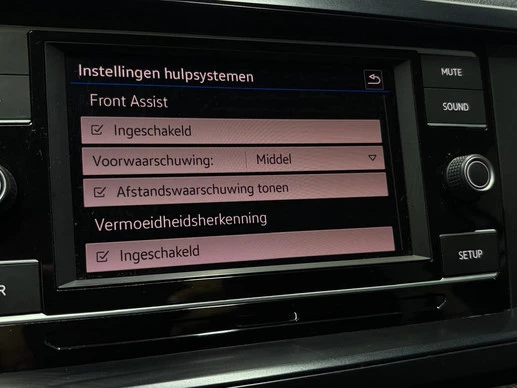 Instellingen hulpsystemen
Front Assist
Ingeschakeld
Voorwaarschuwing: Middel
Afstandswaarschuwing tonen
Vermoeidheidsherkenning
Ingeschakeld
MUTE
SOUND
SETUP